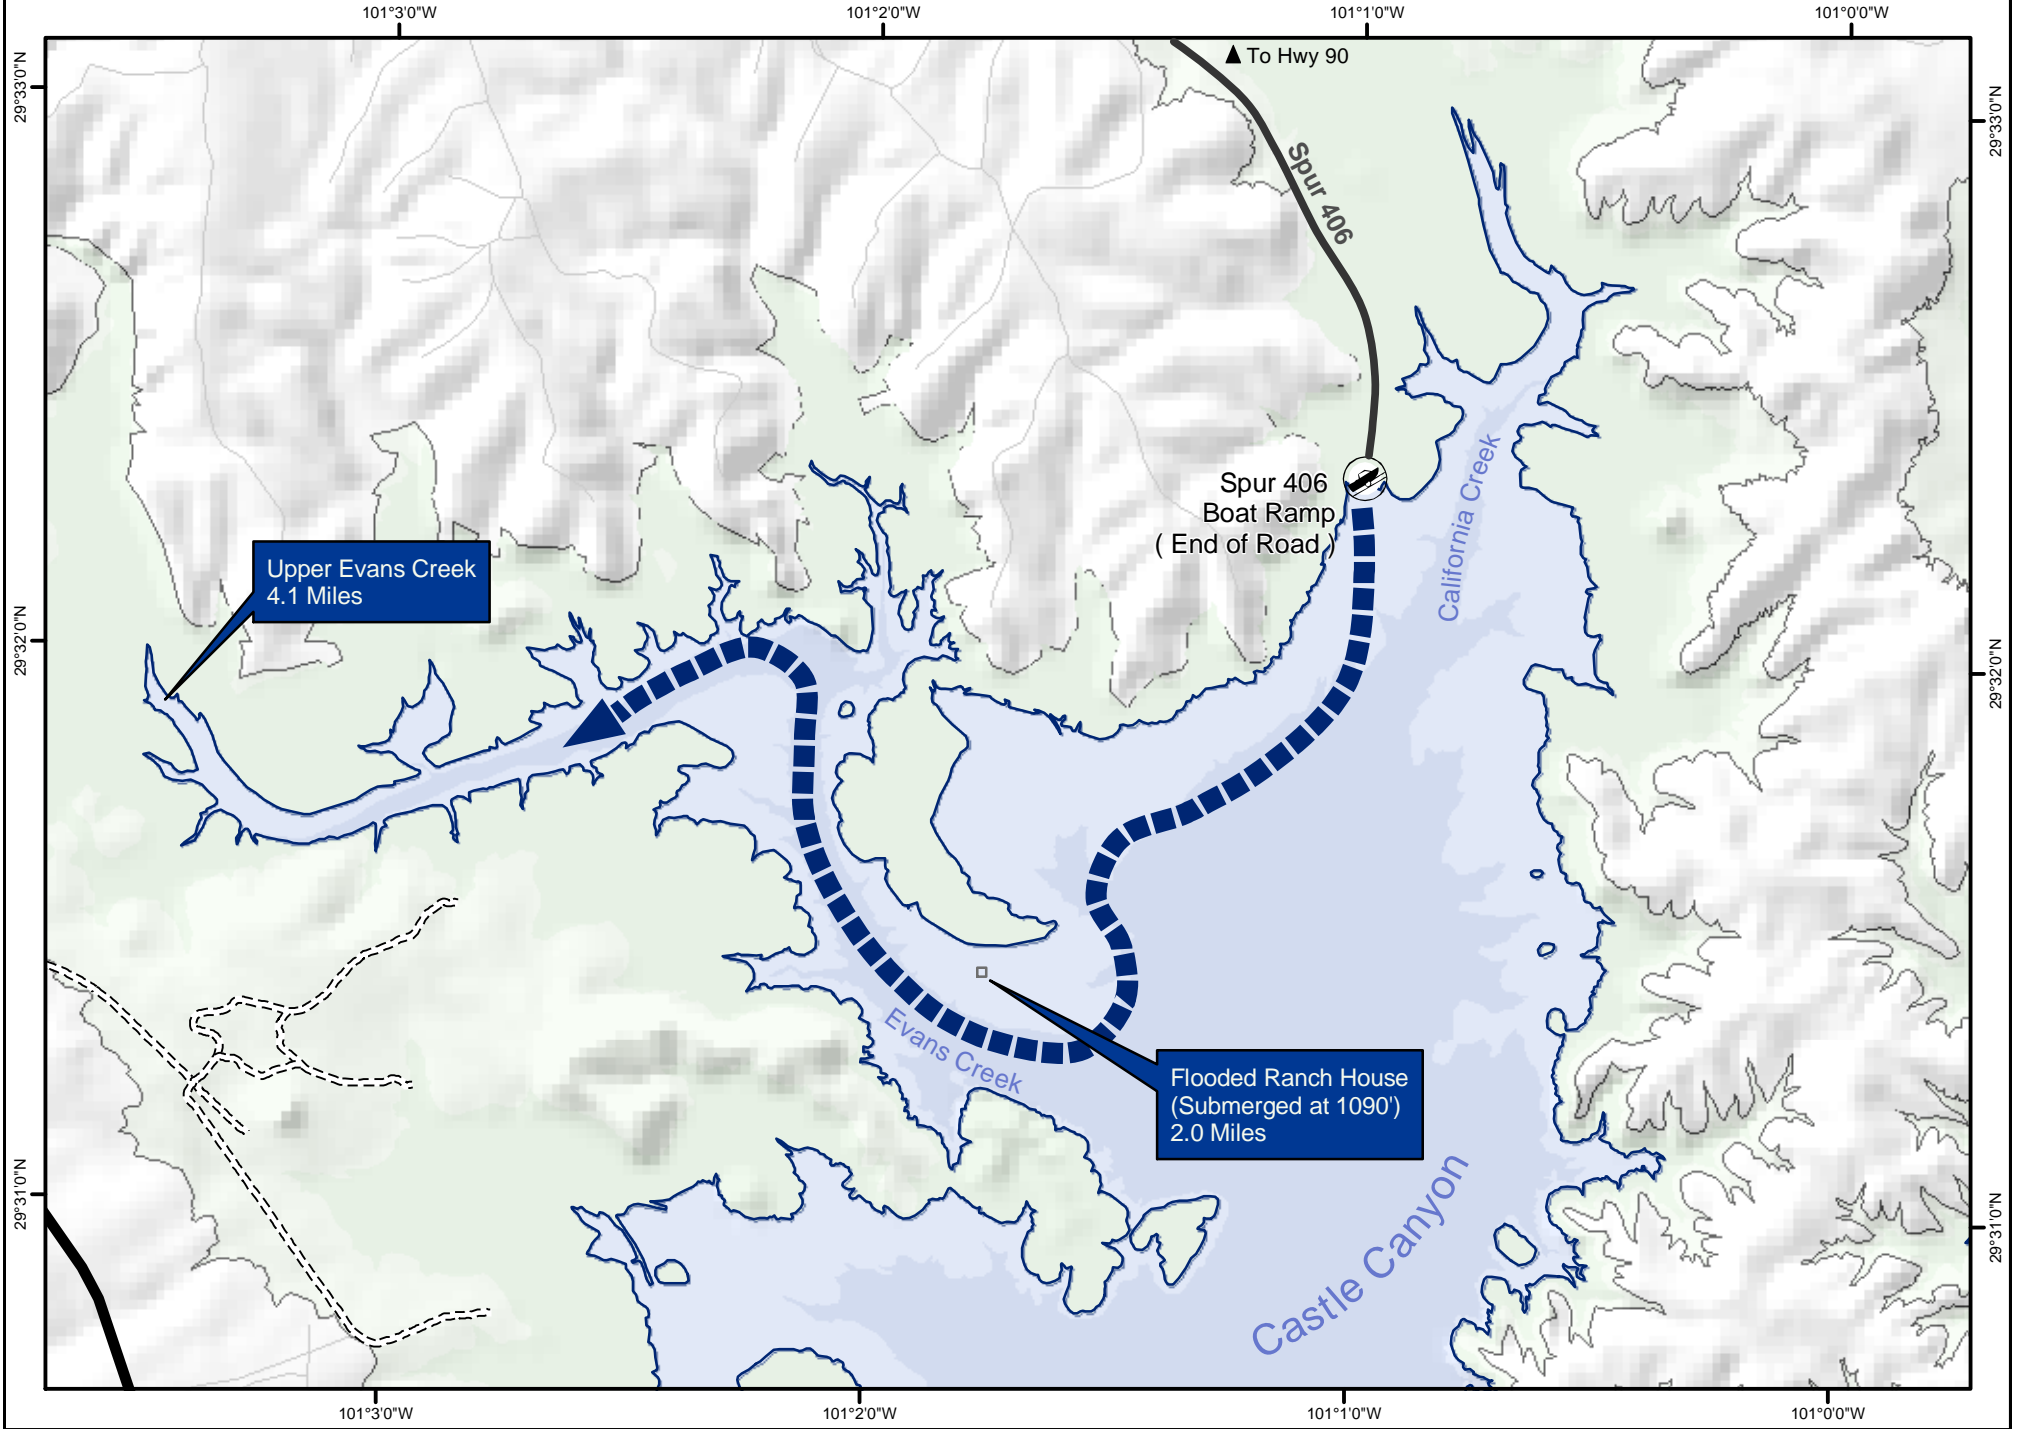 101°3'0"W
101°2'0"W
101°1'0"W
101°0'0"W
29°33'0"N
29°33'0"N
▲ To Hwy 90
Spur 406
Spur 406
Boat Ramp
( End of Road )
California Creek
Upper Evans Creek
4.1 Miles
29°32'0"N
29°32'0"N
Evans Creek
Flooded Ranch House
(Submerged at 1090')
2.0 Miles
Castle Canyon
29°31'0"N
29°31'0"N
101°3'0"W
101°2'0"W
101°1'0"W
101°0'0"W